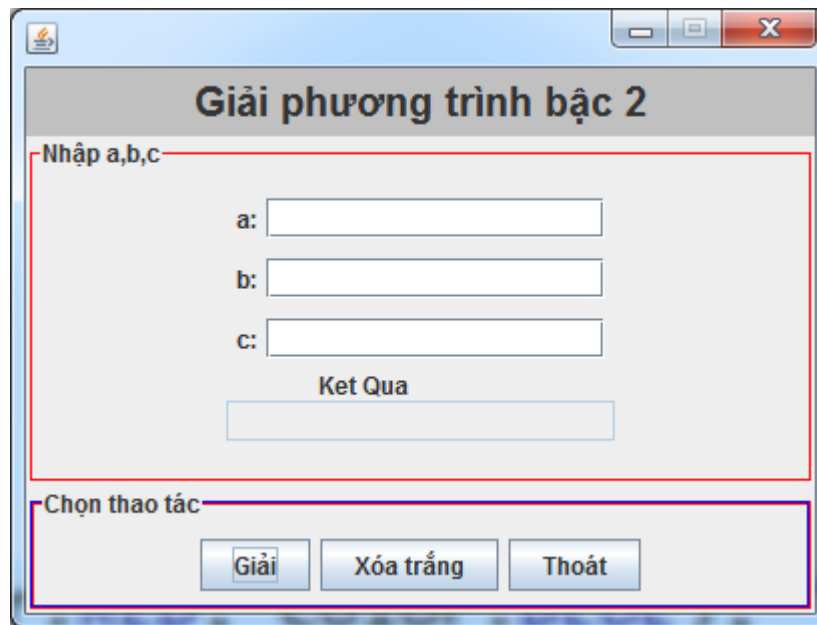 Giải phương trình bậc 2
Nhập a,b,c
a:
b:
c:
Ket Qua
Chọn thao tác
Giải Xóa trắng Thoát